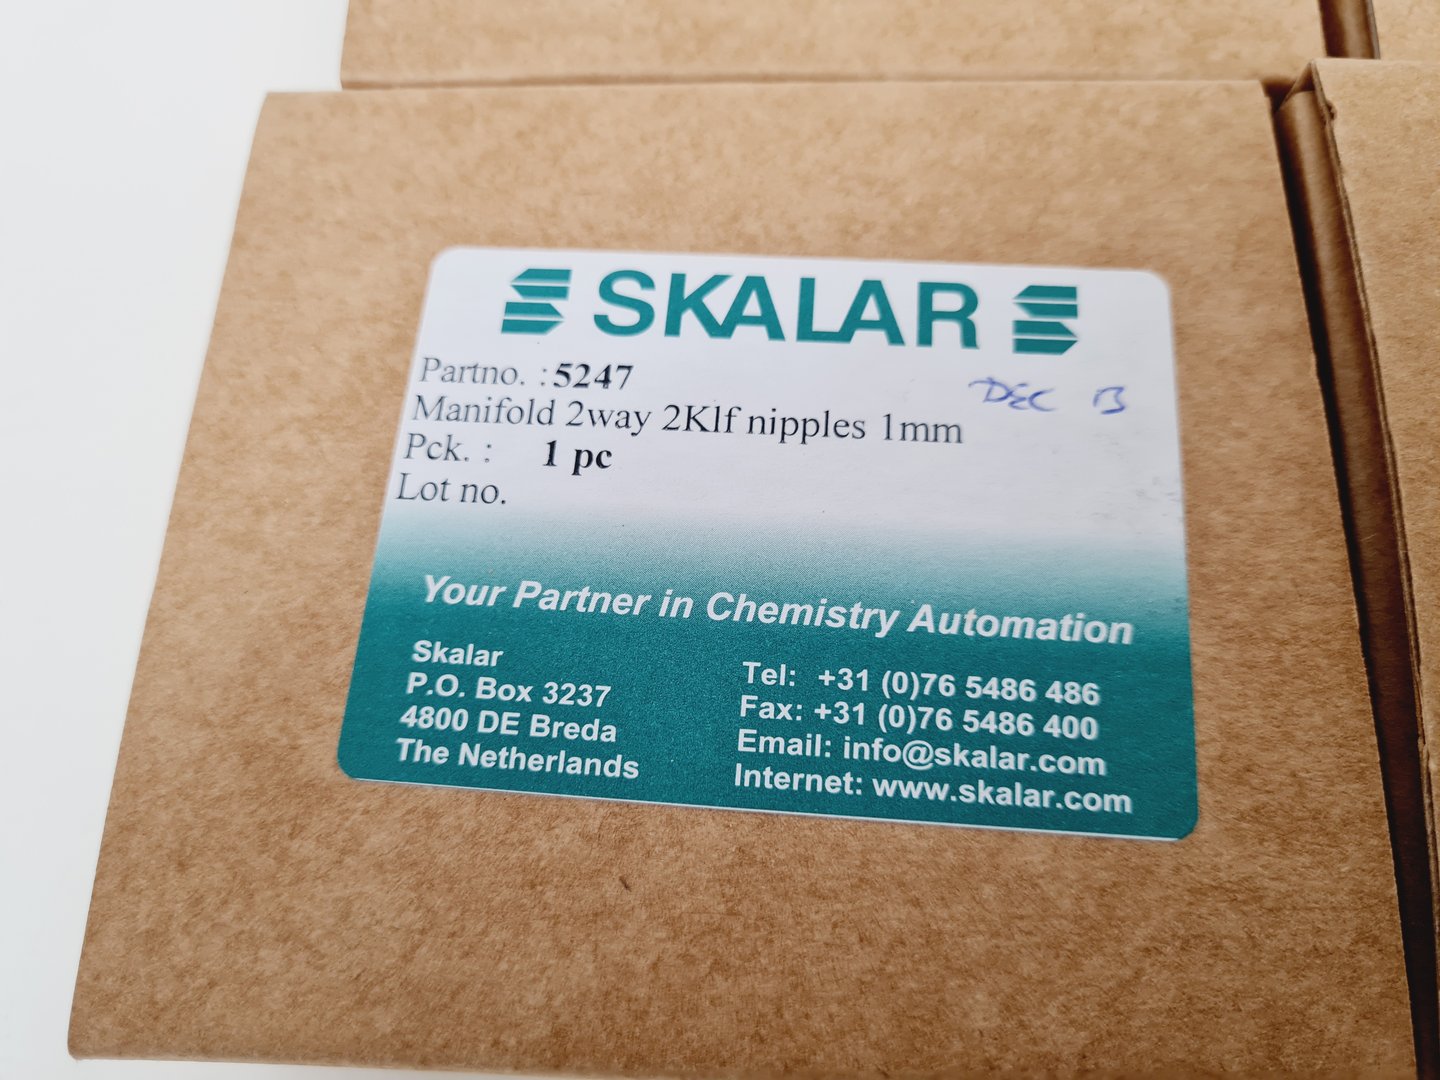 SKALAR
Partno. : 5247
DEC 13
Manifold 2way 2Klf nipples 1mm
Pck. : 1 pc
Lot no.
Your Partner in Chemistry Automation
Skalar
P.O. Box 3237
4800 DE Breda
The Netherlands
Tel: +31 (0)76 5486 486
Fax: +31 (0)76 5486 400
Email: info@skalar.com
Internet: www.skalar.com